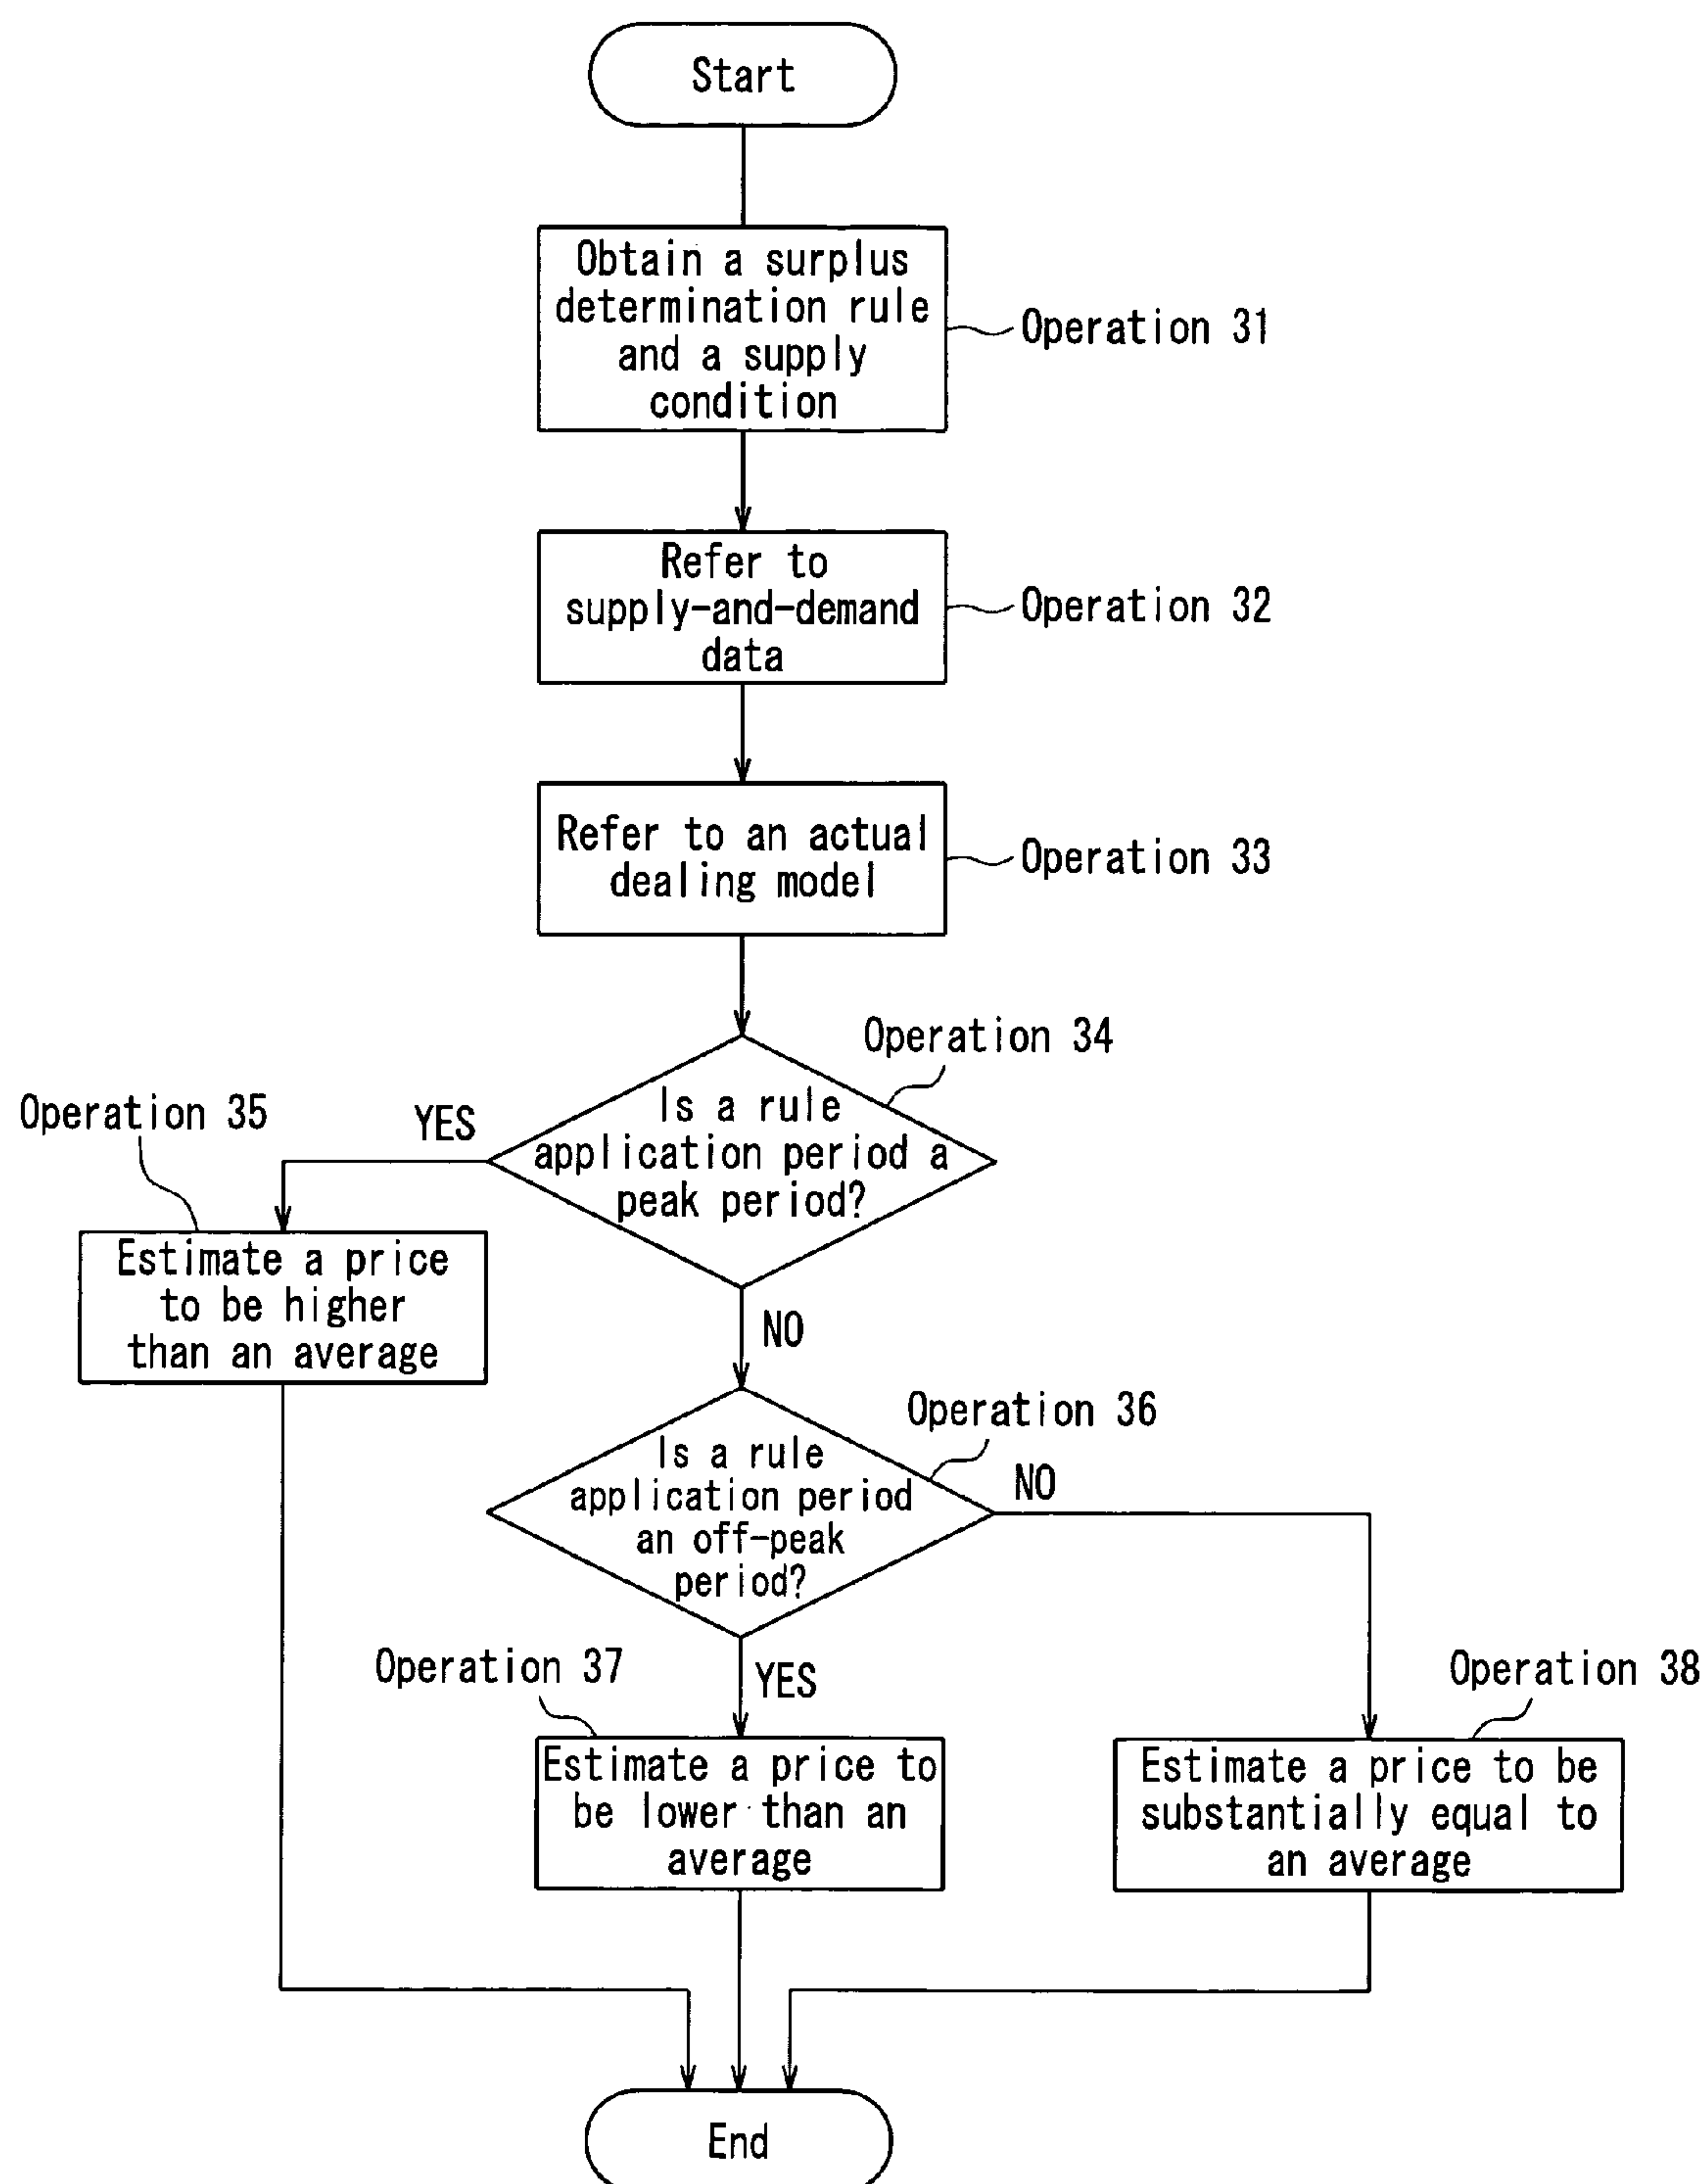 Start
Obtain a surplus
determination rule
and a supply
condition
Operation 31
Refer to
supply-and-demand
data
Operation 32
Refer to an actual
dealing model
Operation 33
Operation 34
Is a rule
application period a
peak period?
YES
Operation 35
Estimate a price
to be higher
than an average
NO
Operation 36
Is a rule
application period
an off-peak
period?
NO
YES
Operation 37
Estimate a price to
be lower than an
average
Operation 38
Estimate a price to be
substantially equal to
an average
End